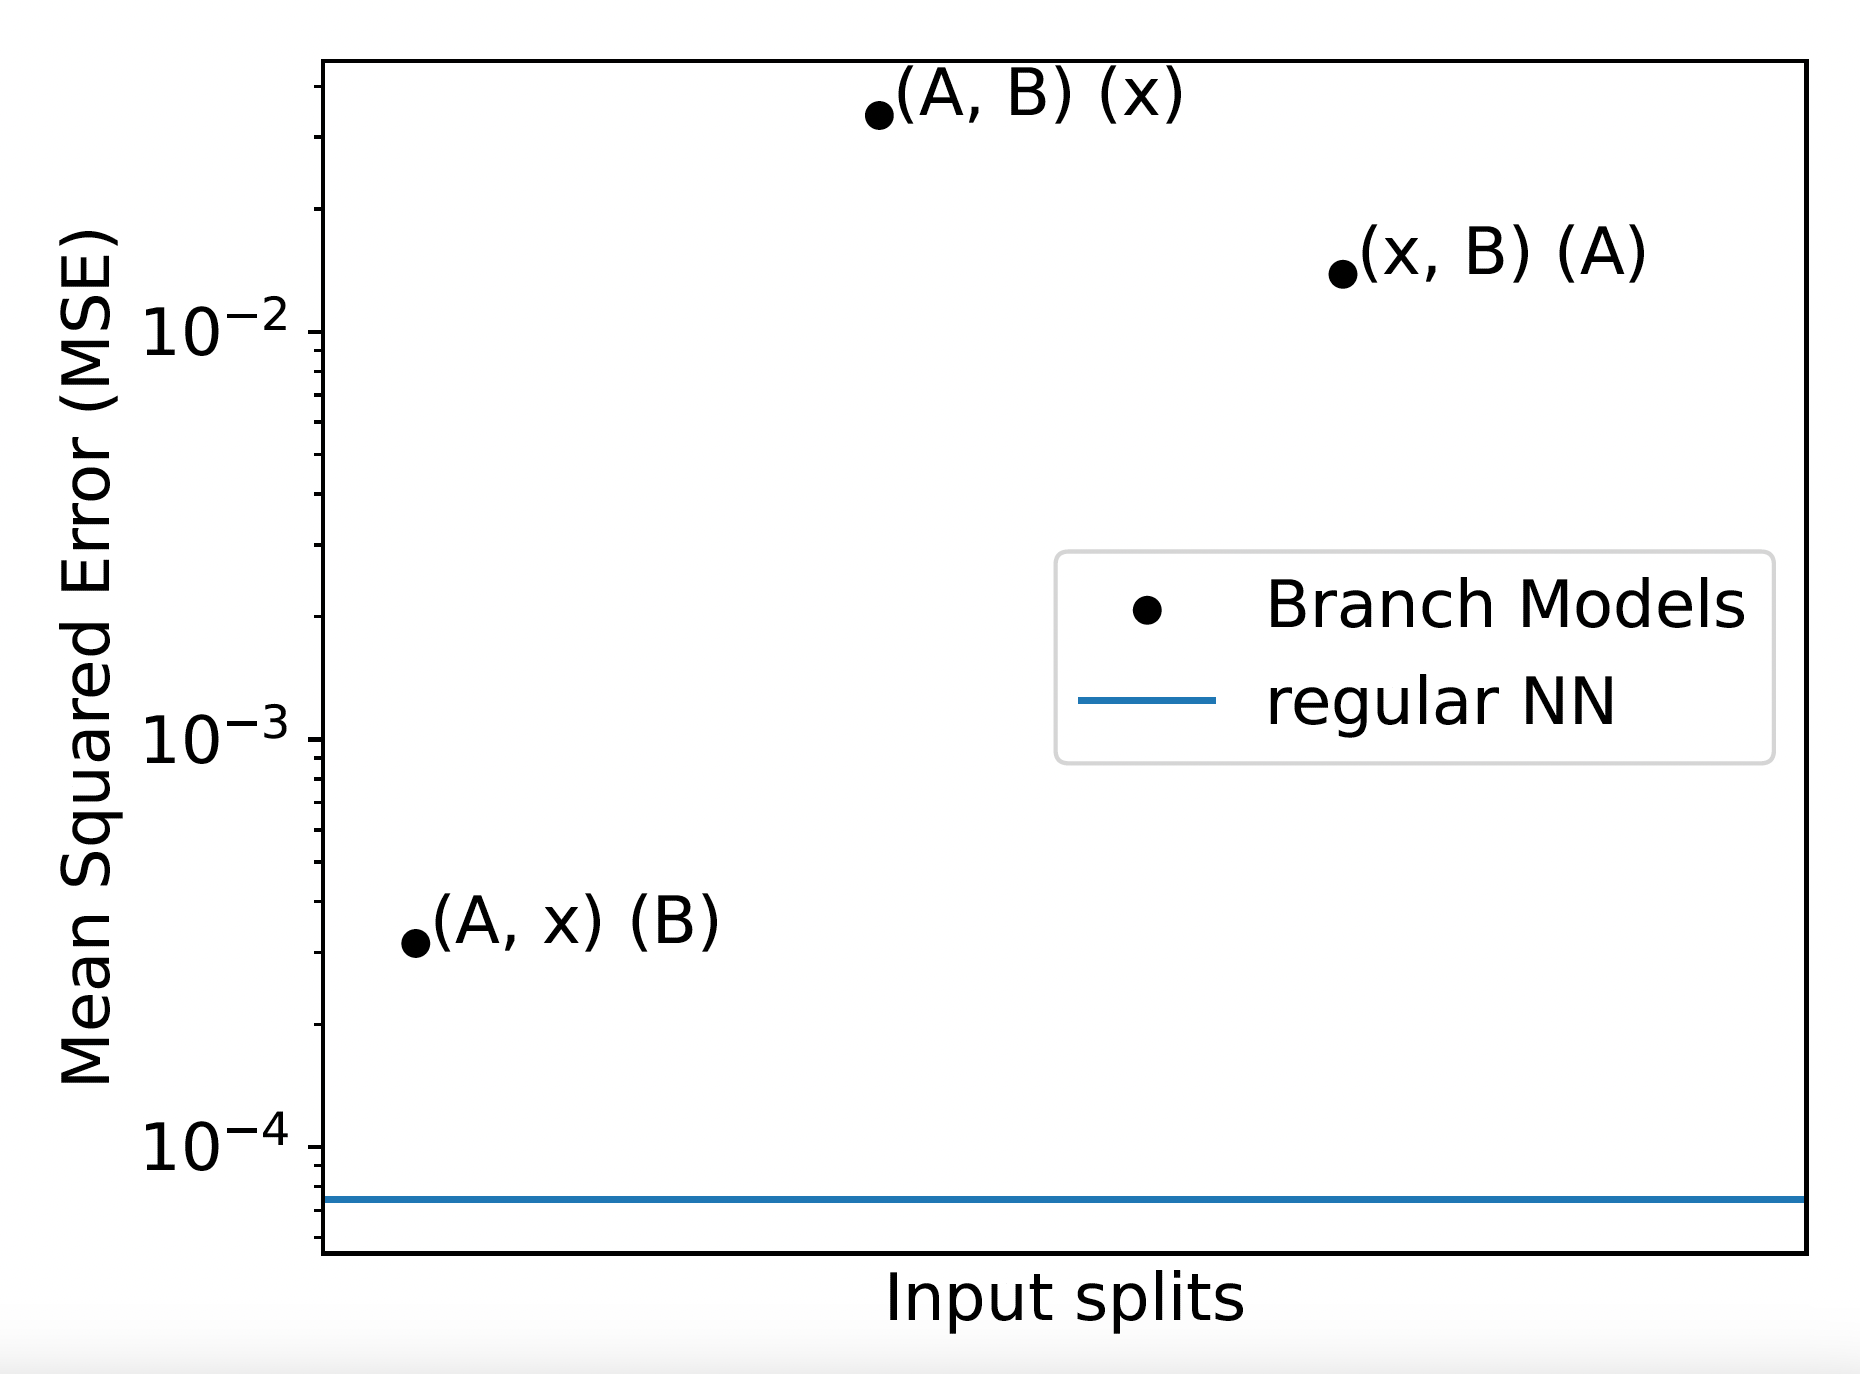 (A, B) (x)
(x, B) (A)
10⁻²
Mean Squared Error (MSE)
Branch Models
regular NN
10⁻³
(A, x) (B)
10⁻⁴
Input splits